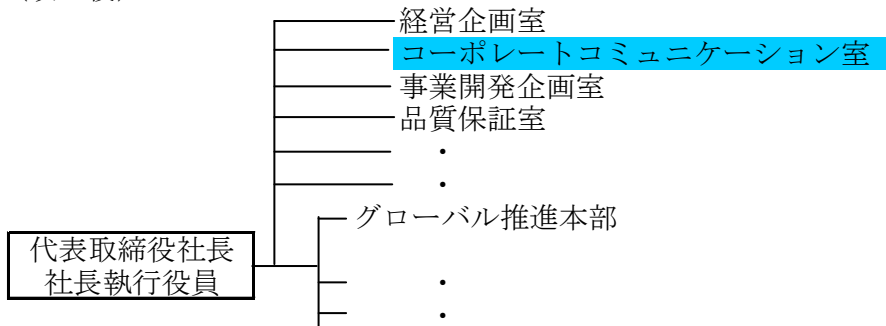 経営企画室
コーポレートコミュニケーション室
事業開発企画室
品質保証室
・
・
グローバル推進本部
代表取締役社長
社長執行役員
・
・